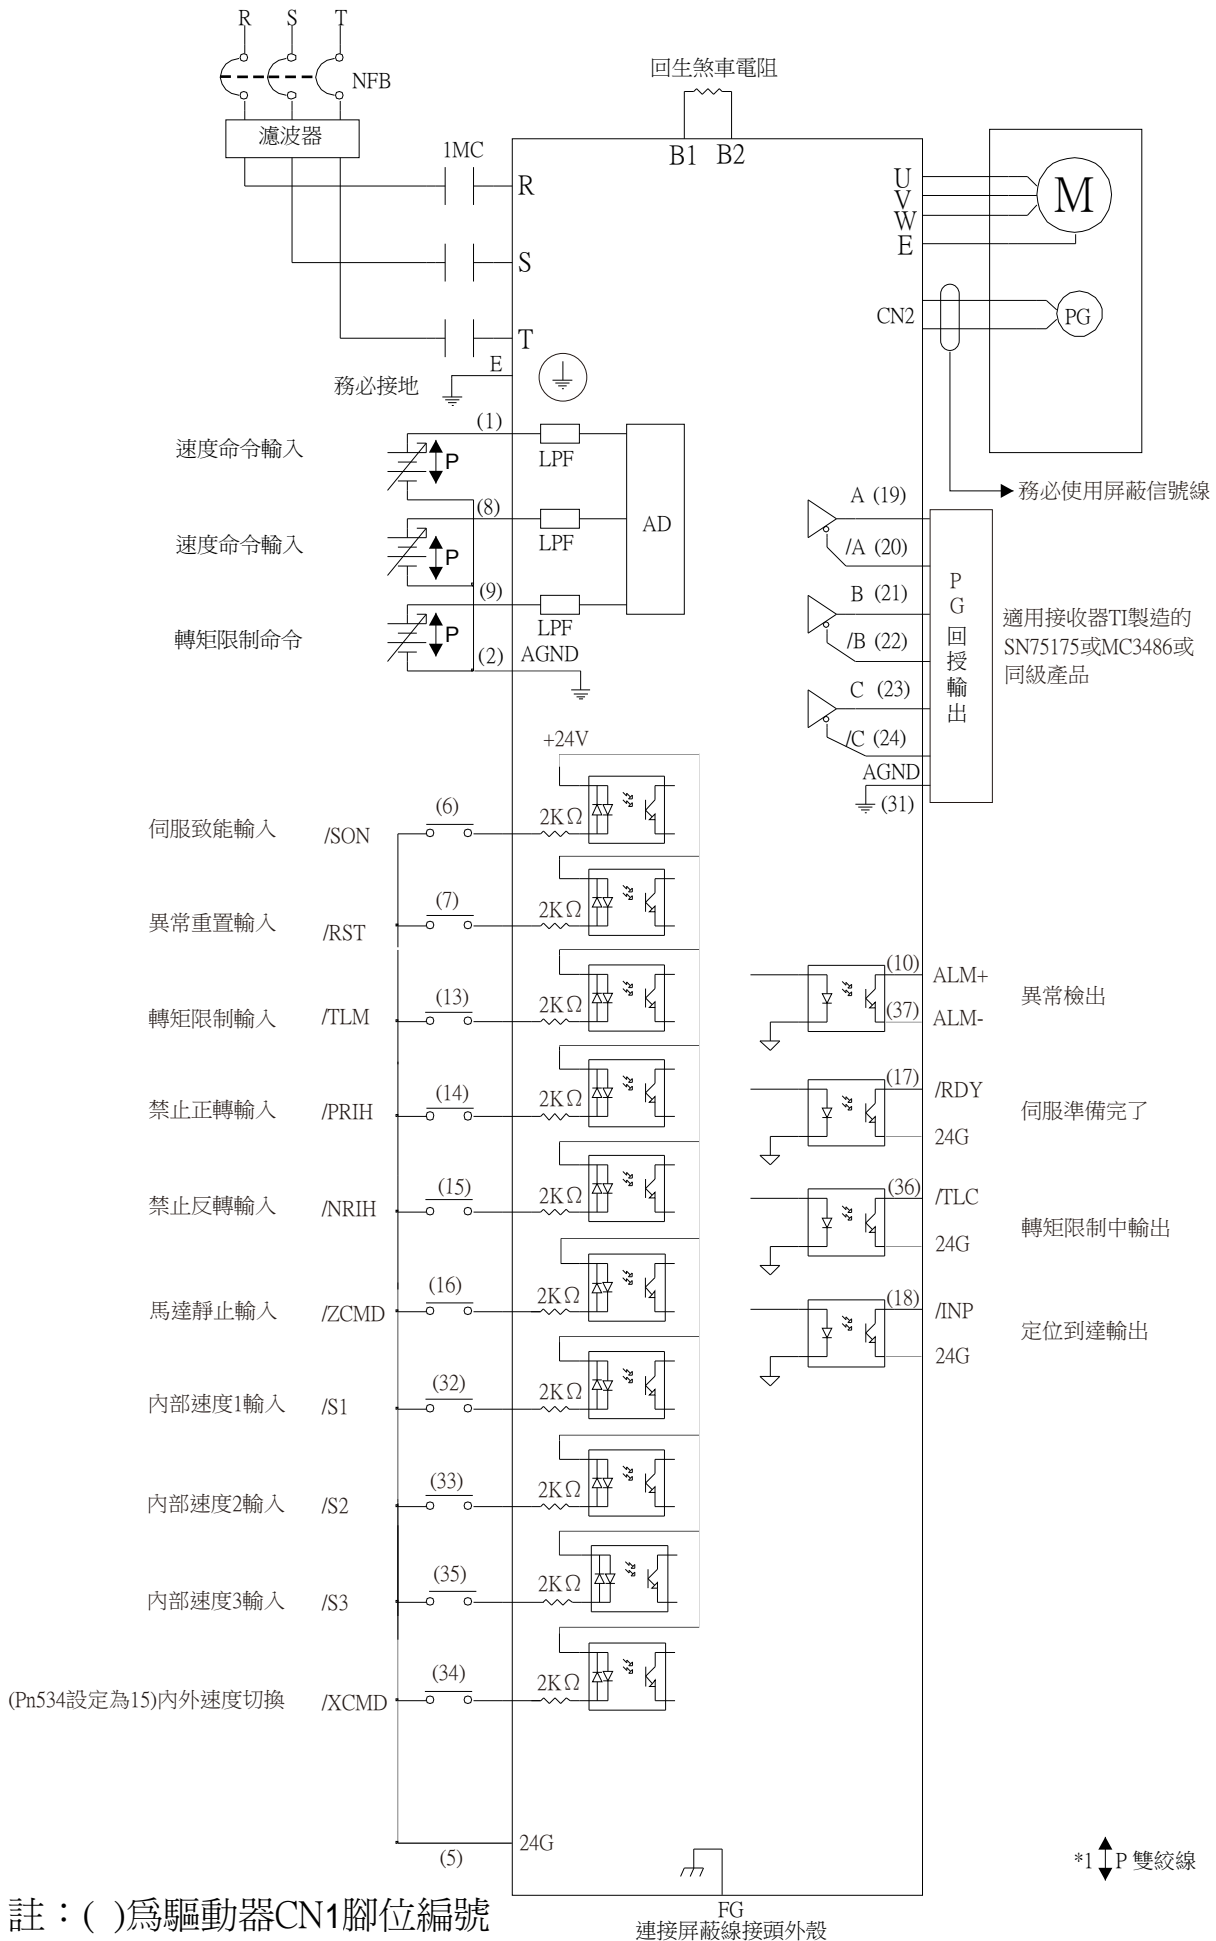 R S T
NFB
濾波器
1MC
回生煞車電阻
B1 B2
R
S
T
E
務必接地
U
V
W
E
M
CN2
PG
務必使用屏蔽信號線
速度命令輸入
(1)
P
LPF
速度命令輸入
(8)
P
LPF
AD
轉矩限制命令
(9)
P
LPF
(2) AGND
A (19)
/A (20)
B (21)
/B (22)
C (23)
/C (24)
AGND
(31)
PG回授輸出
適用接收器TI製造的
SN75175或MC3486或
同級產品
+24V
伺服致能輸入 /SON (6) 2KΩ
異常重置輸入 /RST (7) 2KΩ
轉矩限制輸入 /TLM (13) 2KΩ
禁止正轉輸入 /PRIH (14) 2KΩ
禁止反轉輸入 /NRIH (15) 2KΩ
馬達靜止輸入 /ZCMD (16) 2KΩ
內部速度1輸入 /S1 (32) 2KΩ
內部速度2輸入 /S2 (33) 2KΩ
內部速度3輸入 /S3 (35) 2KΩ
(Pn534設定為15)內外速度切換 /XCMD (34) 2KΩ
(5) 24G
(10) ALM+
異常檢出
(37) ALM-
(17) /RDY
伺服準備完了
24G
(36) /TLC
轉矩限制中輸出
24G
(18) /INP
定位到達輸出
24G
*1 P 雙絞線
FG
連接屏蔽線接頭外殼
註：( )為驅動器CN1腳位編號